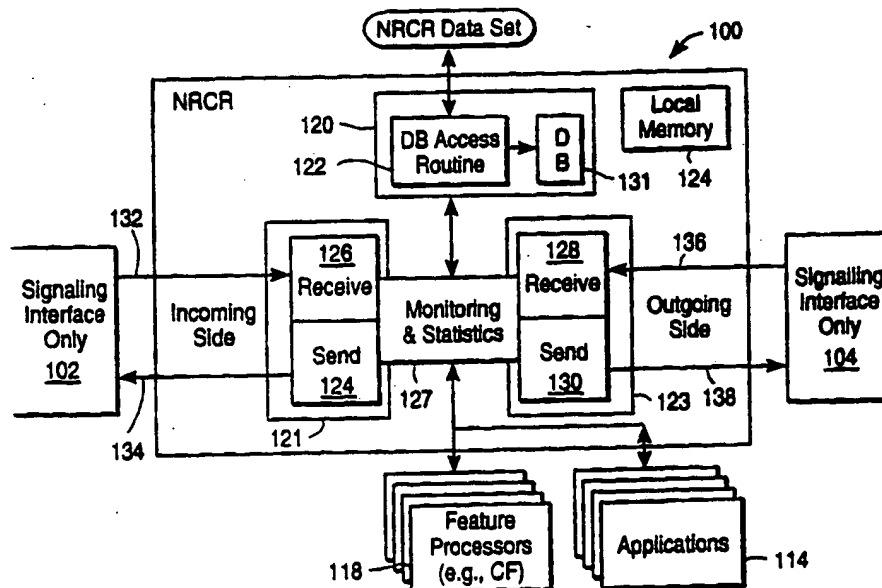 NRCR Data Set
100
NRCR
120
122
DB Access
Routine
D
B
131
Local
Memory
124
132
126
Receive
128
Receive
136
Signaling
Interface
Only
102
Incoming
Side
Monitoring
& Statistics
Outgoing
Side
Signalling
Interface
Only
104
Send
124
Send
130
134
121
127
123
138
118
Feature
Processors
(e.g., CF)
Applications
114